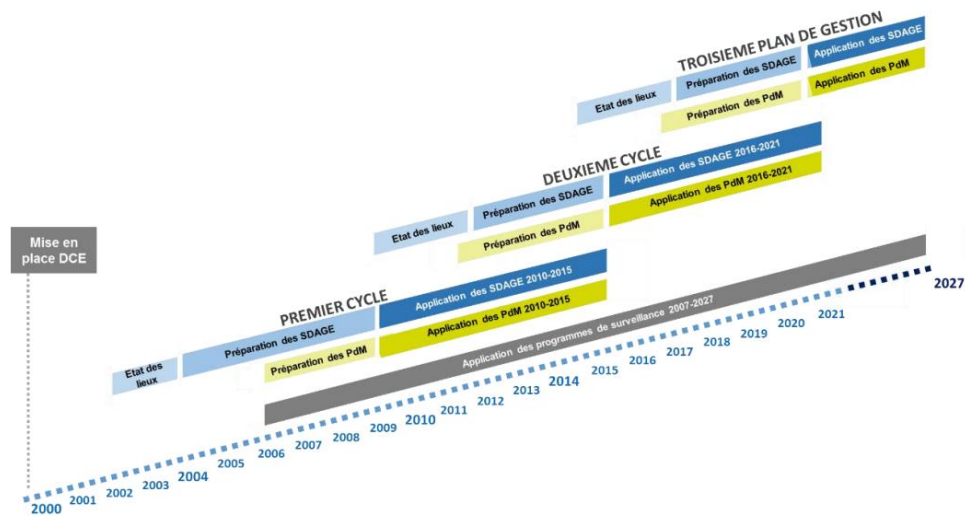 TROISIEME PLAN DE GESTION
Application des SDAGE
Préparation des SDAGE
Etat des lieux
Application des PdM
Préparation des PdM
DEUXIEME CYCLE
Application des SDAGE 2016-2021
Préparation des SDAGE
Etat des lieux
Application des PdM 2016-2021
Préparation des PdM
Mise en
place DCE
PREMIER CYCLE
Application des SDAGE 2010-2015
Préparation des SDAGE
Etat des
lieux
Application des PdM 2010-2015
Préparation des PdM
Application des programmes de surveillance 2007-2027
2000
2001
2002
2003
2004
2005
2006
2007
2008
2009
2010
2011
2012
2013
2014
2015
2016
2017
2018
2019
2020
2021
2027